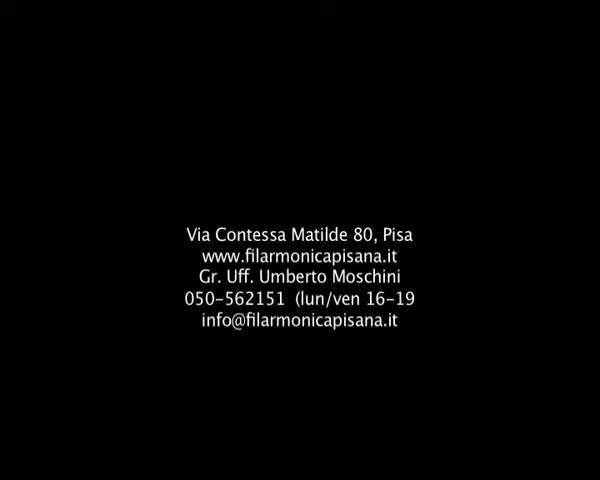 Via Contessa Matilde 80, Pisa
www.filarmonicapisana.it
Gr. Uff. Umberto Moschini
050-562151 (lun/ven 16-19
info@filarmonicapisana.it